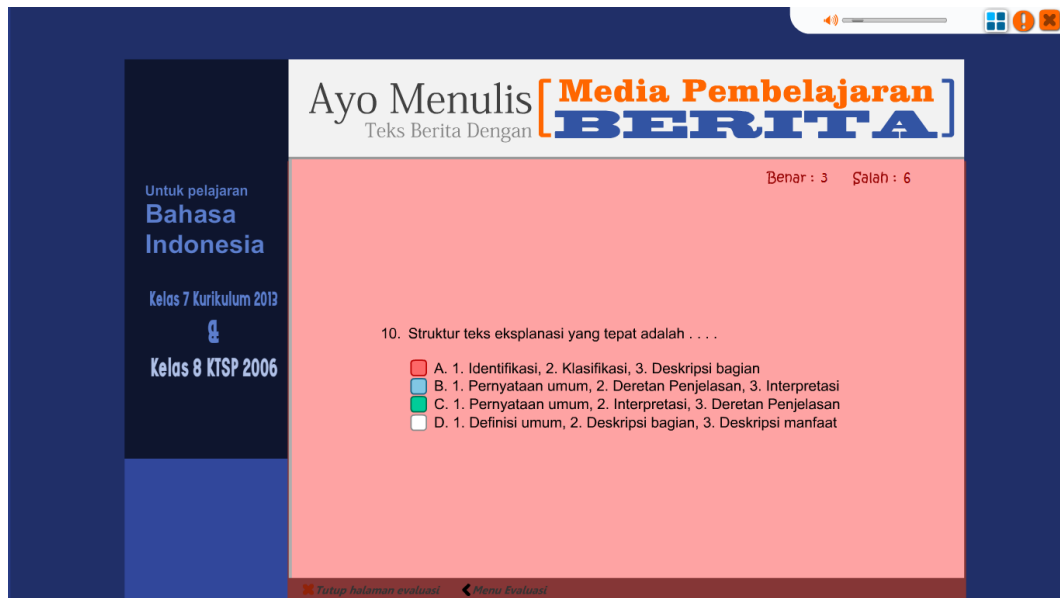 Ayo Menulis
Teks Berita Dengan
Media Pembelajaran
BERITA
Benar : 3 Salah : 6
Untuk pelajaran
Bahasa
Indonesia
Kelas 7 Kurikulum 2013
&
Kelas 8 KTSP 2006
10. Struktur teks eksplanasi yang tepat adalah . . . .
A. 1. Identifikasi, 2. Klasifikasi, 3. Deskripsi bagian
B. 1. Pernyataan umum, 2. Deretan Penjelasan, 3. Interpretasi
C. 1. Pernyataan umum, 2. Interpretasi, 3. Deretan Penjelasan
D. 1. Definisi umum, 2. Deskripsi bagian, 3. Deskripsi manfaat
Tutup halaman evaluasi Menu Evaluasi